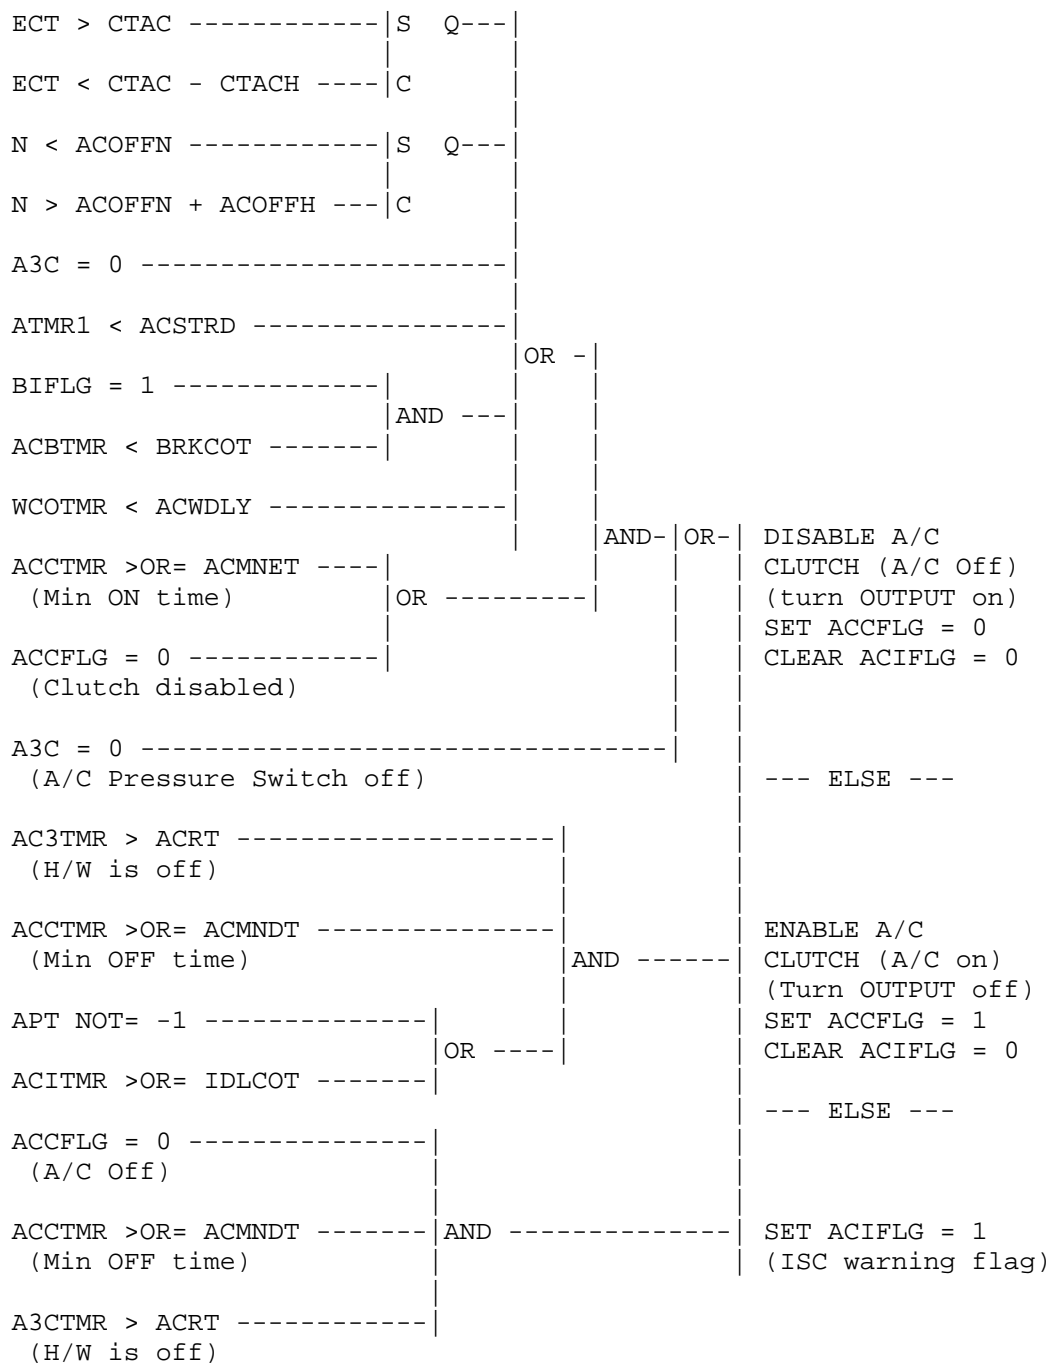 ECT > CTAC ------------|S  Q---|
                       |       |
ECT < CTAC - CTACH ----|C
                               |
N < ACOFFN ------------|S  Q---|
                       |       |
N > ACOFFN + ACOFFH ---|C      |
                               |
A3C = 0 -----------------------|
                               |
ATMR1 < ACSTRD ----------------|
                               |OR -|
BIFLG = 1 -------------|       |    |
                       |AND ---|    |
ACBTMR < BRKCOT -------|       |    |
                               |    |
WCOTMR < ACWDLY ---------------|    |
                               |    |AND-|OR-| DISABLE A/C
ACCTMR >OR= ACMNET ----|            |    |   | CLUTCH (A/C Off)
 (Min ON time)         |OR ---------|    |   | (turn OUTPUT on)
                       |                 |   | SET ACCFLG = 0
ACCFLG = 0 ------------|                 |   | CLEAR ACIFLG = 0
 (Clutch disabled)                       |   |
                                         |   |
A3C = 0 ---------------------------------|   |
 (A/C Pressure Switch off)                   | --- ELSE ---
                                             |
AC3TMR > ACRT --------------------|          |
 (H/W is off)                     |          |
                                  |          |
ACCTMR >OR= ACMNDT ---------------|          | ENABLE A/C
 (Min OFF time)                   |AND ------| CLUTCH (A/C on)
                                  |          | (Turn OUTPUT off)
APT NOT= -1 --------------|       |          | SET ACCFLG = 1
                          |OR ----|          | CLEAR ACIFLG = 0
ACITMR >OR= IDLCOT -------|                  |
                                             | --- ELSE ---
ACCFLG = 0 ---------------|                  |
 (A/C Off)                |                  |
                          |                  |
ACCTMR >OR= ACMNDT -------|AND --------------| SET ACIFLG = 1
 (Min OFF time)           |                  | (ISC warning flag)
                          |
A3CTMR > ACRT ------------|
 (H/W is off)